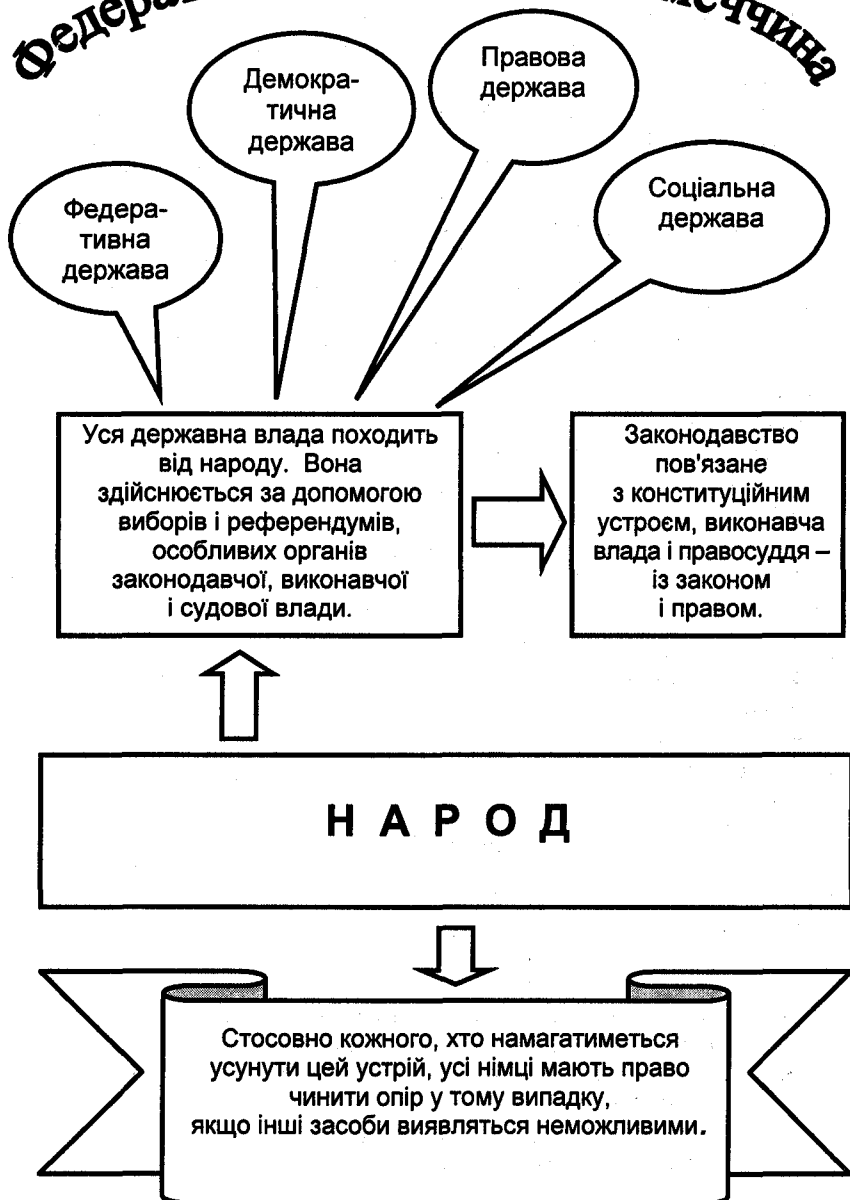 Федера
меччина
Демокра-
тична
держава
Правова
держава
Федера-
тивна
держава
Соціальна
держава
Уся державна влада походить
від народу. Вона
здійснюється за допомогою
виборів і референдумів,
особливих органів
законодавчої, виконавчої
і судової влади.
Законодавство
пов'язане
з конституційним
устроєм, виконавча
влада і правосуддя –
із законом
і правом.
НАРОД
Стосовно кожного, хто намагатиметься
усунути цей устрій, усі німці мають право
чинити опір у тому випадку,
якщо інші засоби виявляться неможливими.